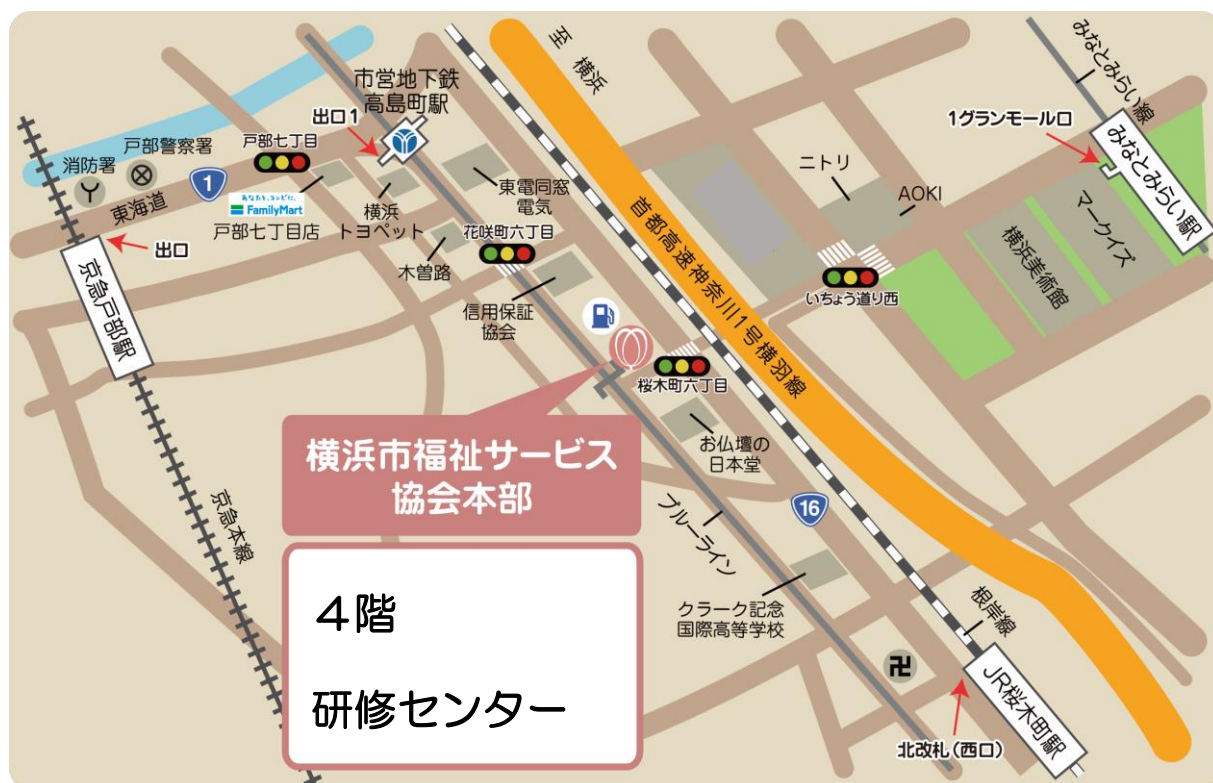 至 横浜
みなとみらい線
市営地下鉄
高島町駅
出口1
1グランモール口
みなとみらい駅
戸部七丁目
戸部警察署
消防署
1
東海道
あなたと、コンビに、
FamilyMart
戸部七丁目店
横浜
トヨペット
東電同窓
電気
ニトリ
AOKI
マークイズ
横浜美術館
出口
花咲町六丁目
木曽路
いちょう道り西
首都高速神奈川1号横羽線
京急戸部駅
信用保証
協会
桜木町六丁目
横浜市福祉サービス
協会本部
お仏壇の
日本堂
16
京急本線
ブルーライン
4階
研修センター
クラーク記念
国際高等学校
根岸線
卍
JR桜木町駅
北改札(西口)